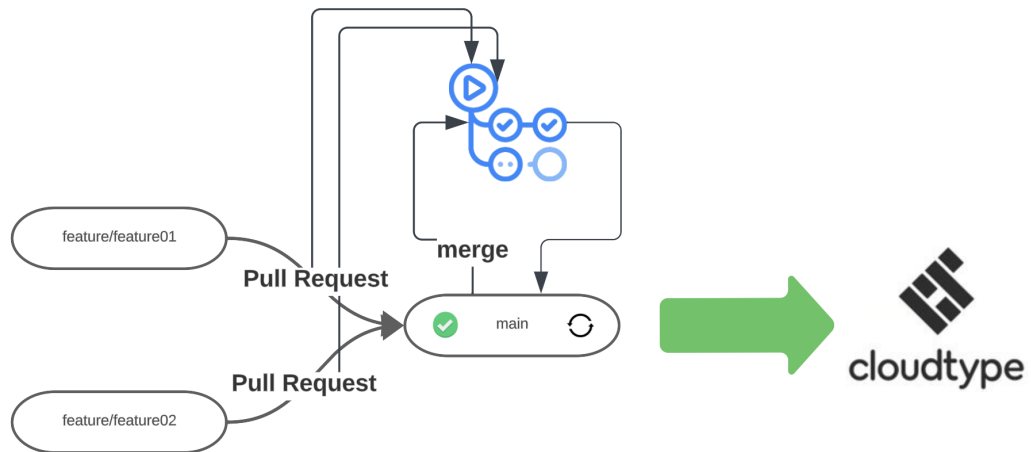 feature/feature01
Pull Request
merge
main
Pull Request
feature/feature02
cloudtype